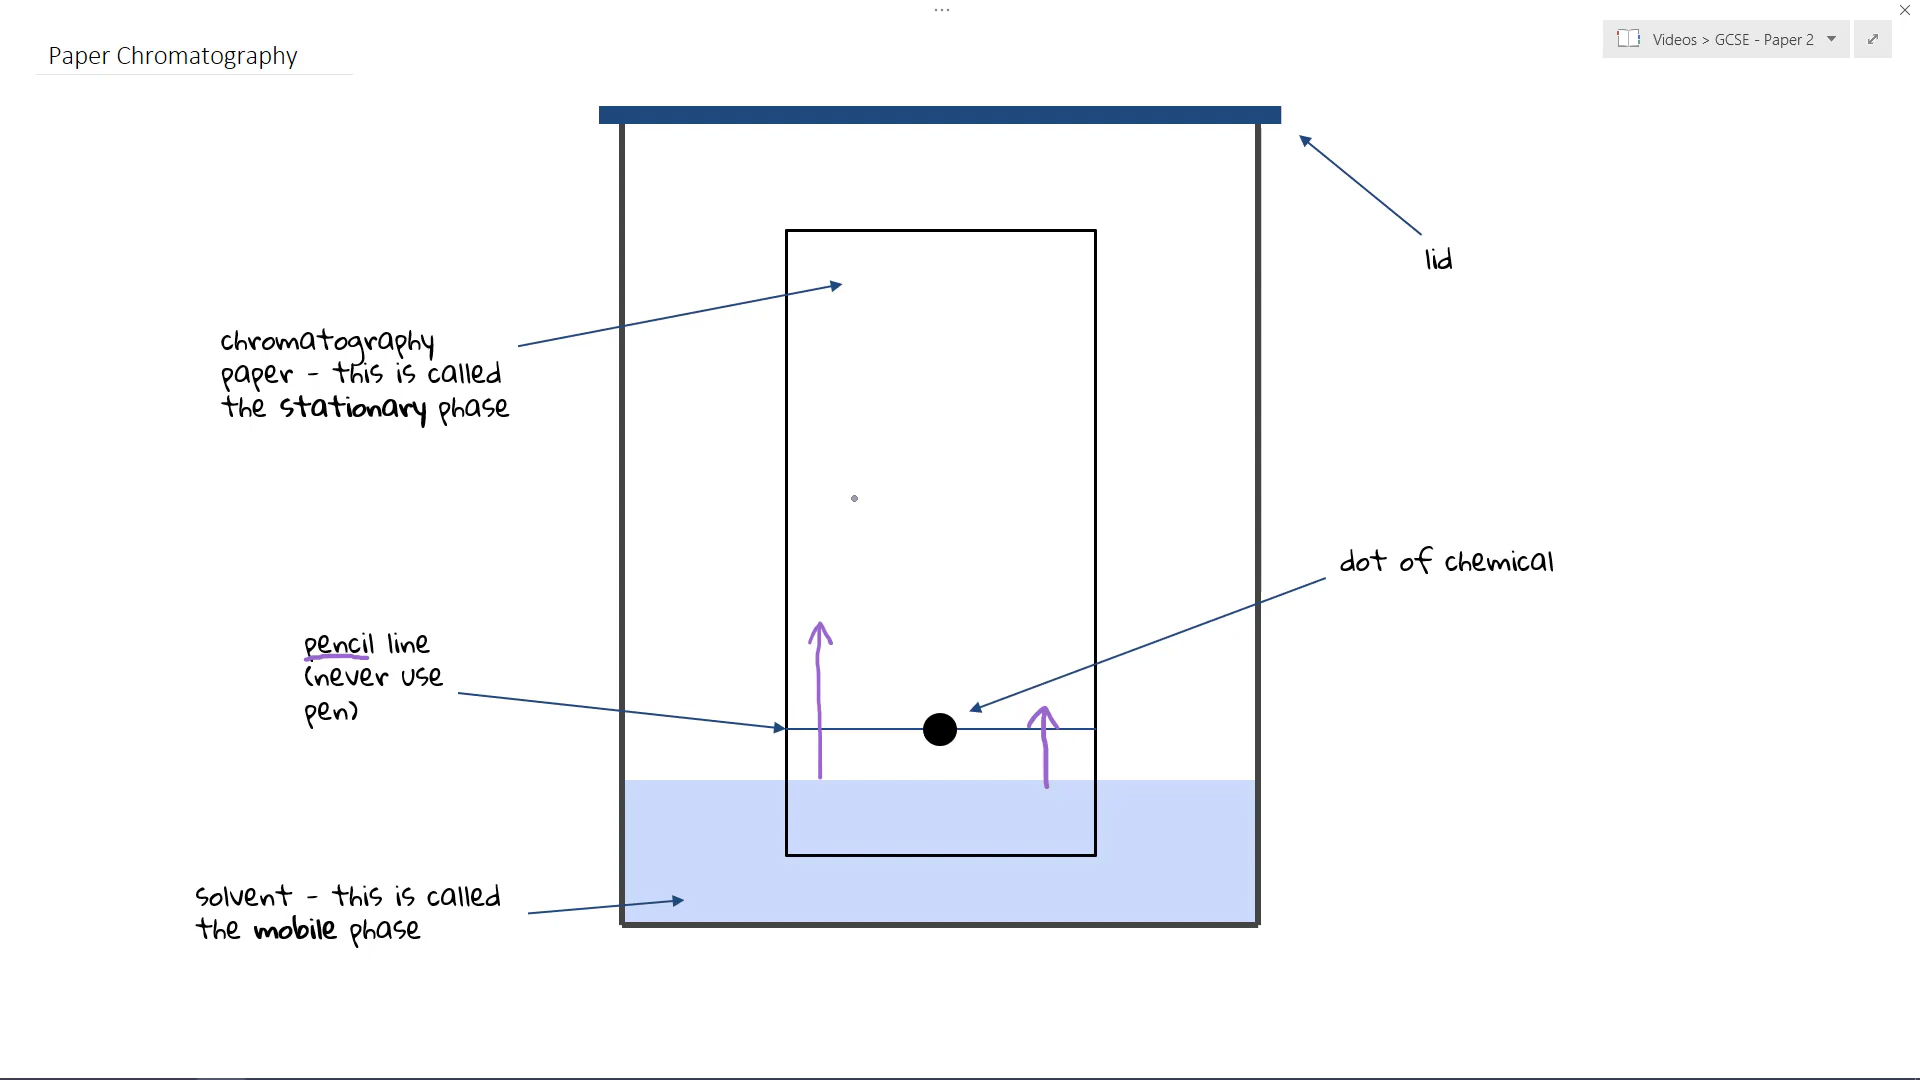 Paper Chromatography
Videos > GCSE - Paper 2
lid
chromatography
paper - this is called
the stationary phase
dot of chemical
pencil line
(never use
pen)
solvent - this is called
the mobile phase